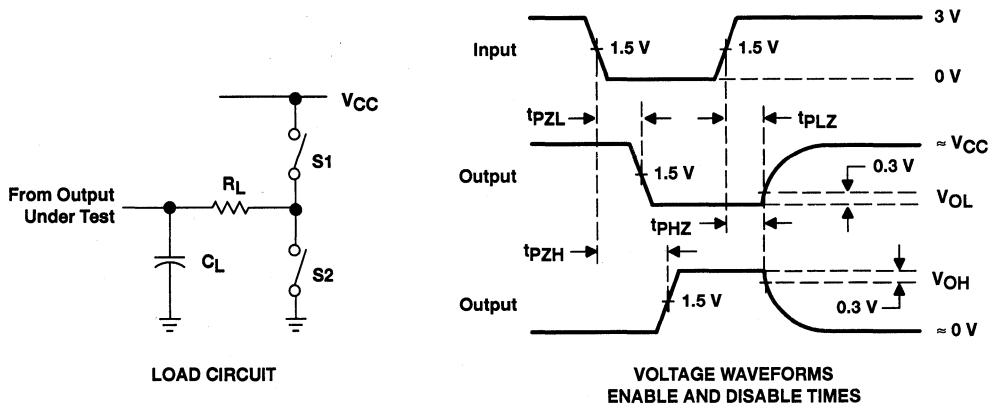 VCC
S1
RL
From Output
Under Test
CL
S2
LOAD CIRCUIT
Input
1.5 V
1.5 V
3 V
0 V
tPZL
tPLZ
Output
1.5 V
≈ VCC
0.3 V
VOL
tPHZ
tPZH
Output
1.5 V
VOH
0.3 V
≈ 0 V
VOLTAGE WAVEFORMS
ENABLE AND DISABLE TIMES